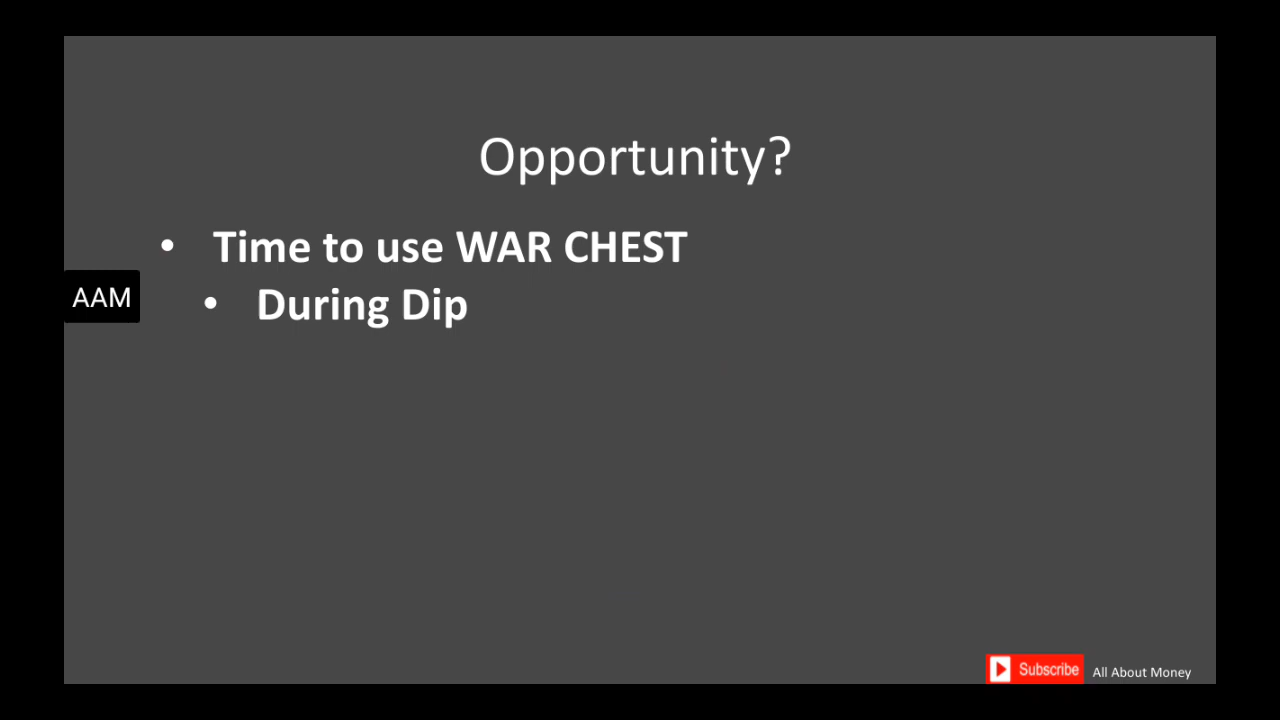 Opportunity?
• Time to use WAR CHEST
• During Dip
AAM
Subscribe All About Money